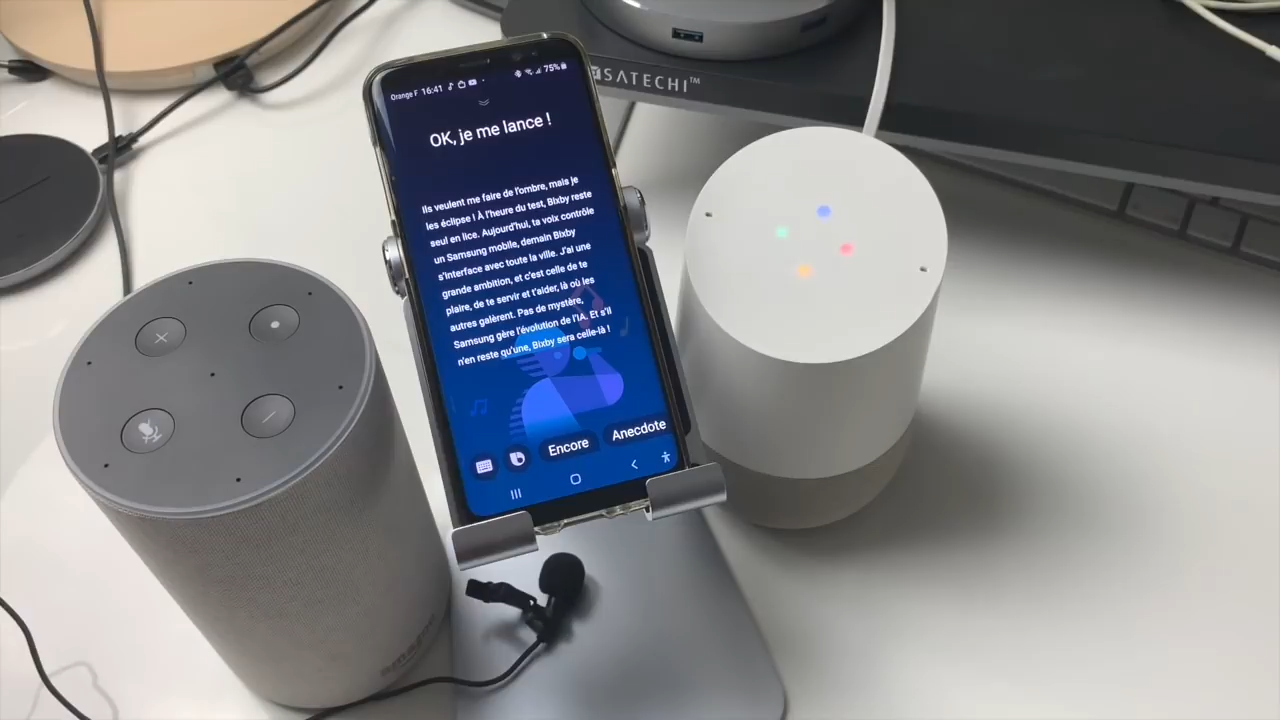 Orange F 16:41
75%
SATECHI™
OK, je me lance !
Ils veulent me faire de l'ombre, mais je
les éclipse ! À l'heure du test, Bixby reste
seul en lice. Aujourd'hui, ta voix contrôle
un Samsung mobile, demain Bixby
s'interface avec toute la ville. J'ai une
grande ambition, et c'est celle de te
plaire, de te servir et t'aider, là où les
autres galèrent. Pas de mystère,
Samsung gère l'évolution de l'IA. Et s'il
n'en reste qu'une, Bixby sera celle-là !
Encore
Anecdote
amazon